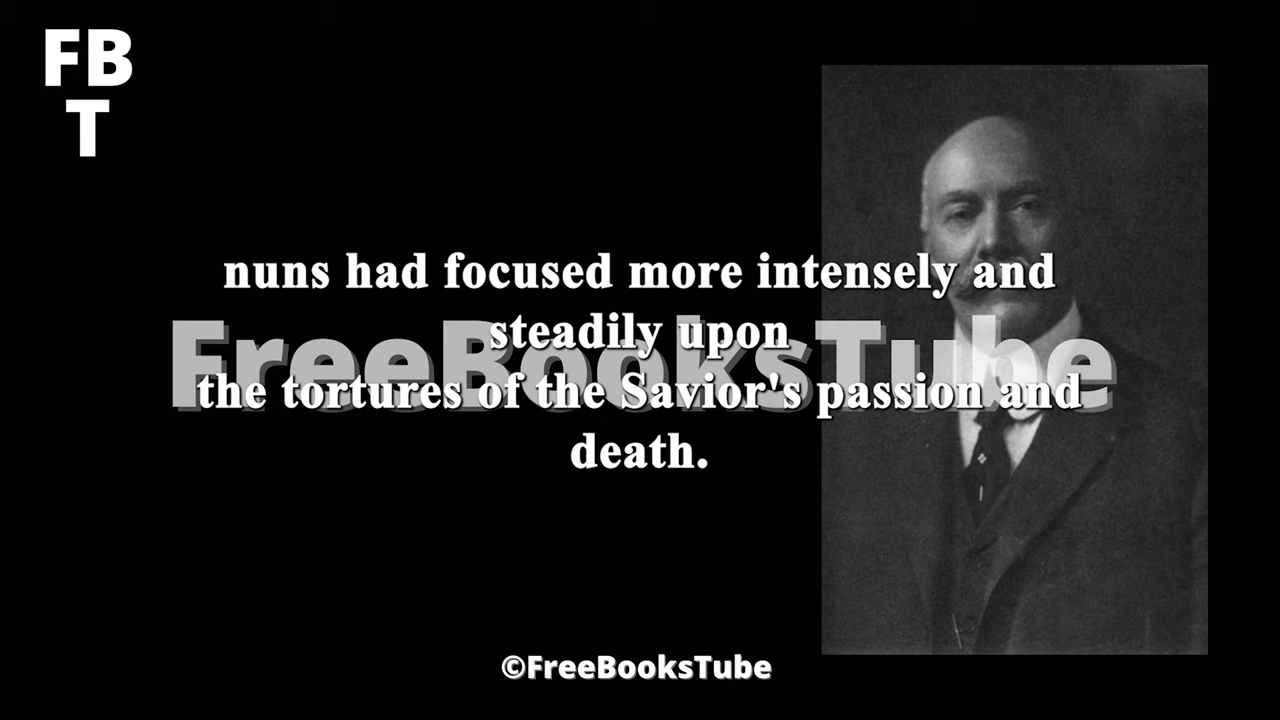 FB
T
nuns had focused more intensely and
steadily upon
FreeBooksTube
the tortures of the Savior's passion and
death.
©FreeBooksTube